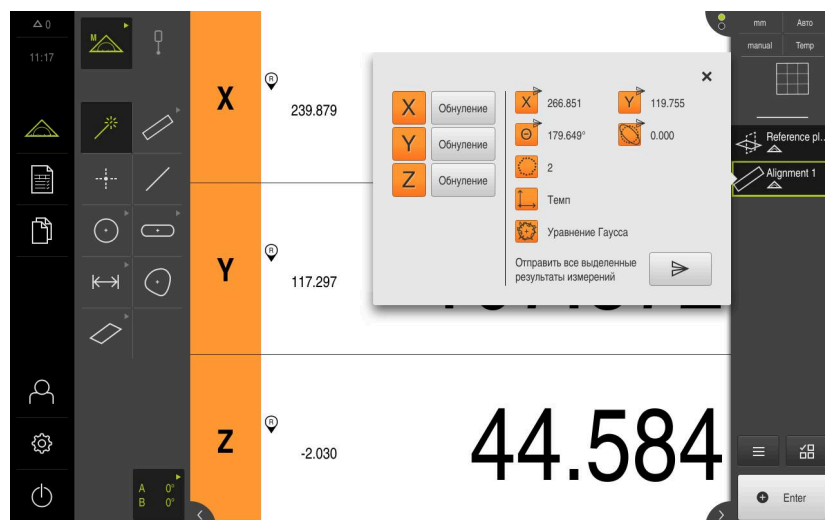 0
11:17
M
A 0°
B 0°
X
R
239.879
Y
R
117.297
Z
R
-2.030
44.584
X Обнуление
Y Обнуление
Z Обнуление
X 266.851
Y 119.755
Θ 179.649°
0.000
2
Темп
Уравнение Гаусса
Отправить все выделенные
результаты измерений
mm Авто
manual Temp
Reference pl...
Alignment 1
Enter